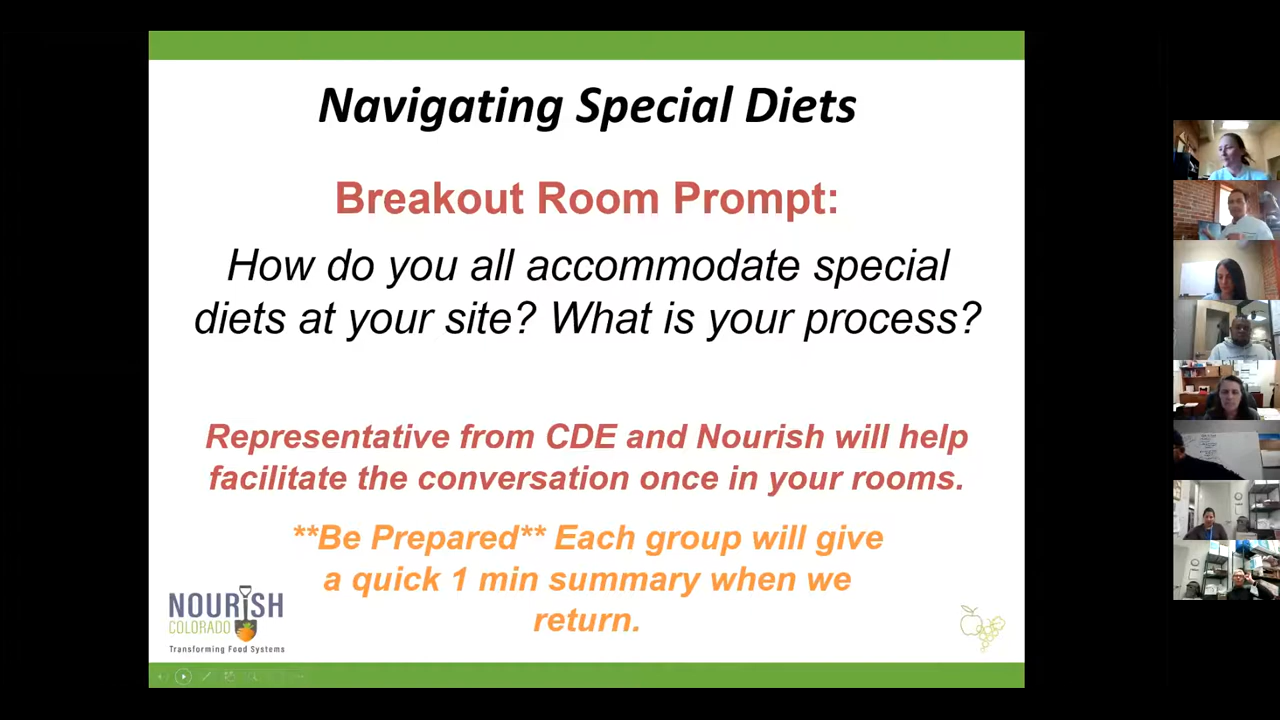 Navigating Special Diets
Breakout Room Prompt:
How do you all accommodate special
diets at your site? What is your process?
Representative from CDE and Nourish will help
facilitate the conversation once in your rooms.
**Be Prepared** Each group will give
a quick 1 min summary when we
return.
NOURISH
COLORADO
Transforming Food Systems